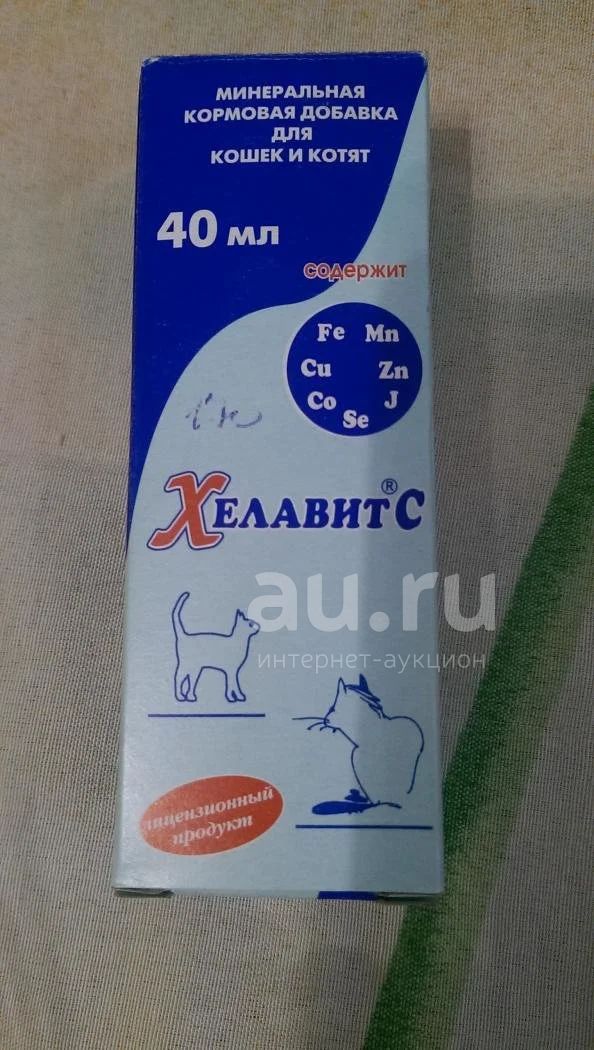 МИНЕРАЛЬНАЯ
КОРМОВАЯ ДОБАВКА
ДЛЯ
КОШЕК И КОТЯТ
40 мл
содержит
Fe Mn
Cu Zn
Co J
Se
ХЕЛАВИТ® С
au.ru
интернет-аукцион
лицензионный
продукт